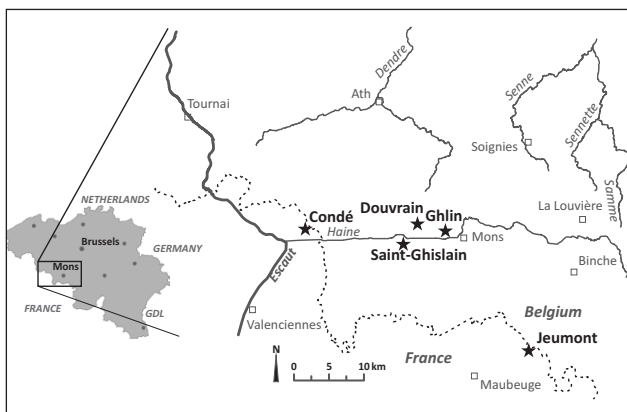 Tournai
Dendre
Ath
Senne
Sennette
Soignies
Samme
NETHERLANDS
Brussels
GERMANY
Mons
FRANCE
GDL
Condé
Haine
Douvrain
Ghlin
Mons
Saint-Ghislain
La Louvière
Binche
Escaut
Valenciennes
Belgium
Jeumont
France
Maubeuge
N
0 5 10 km